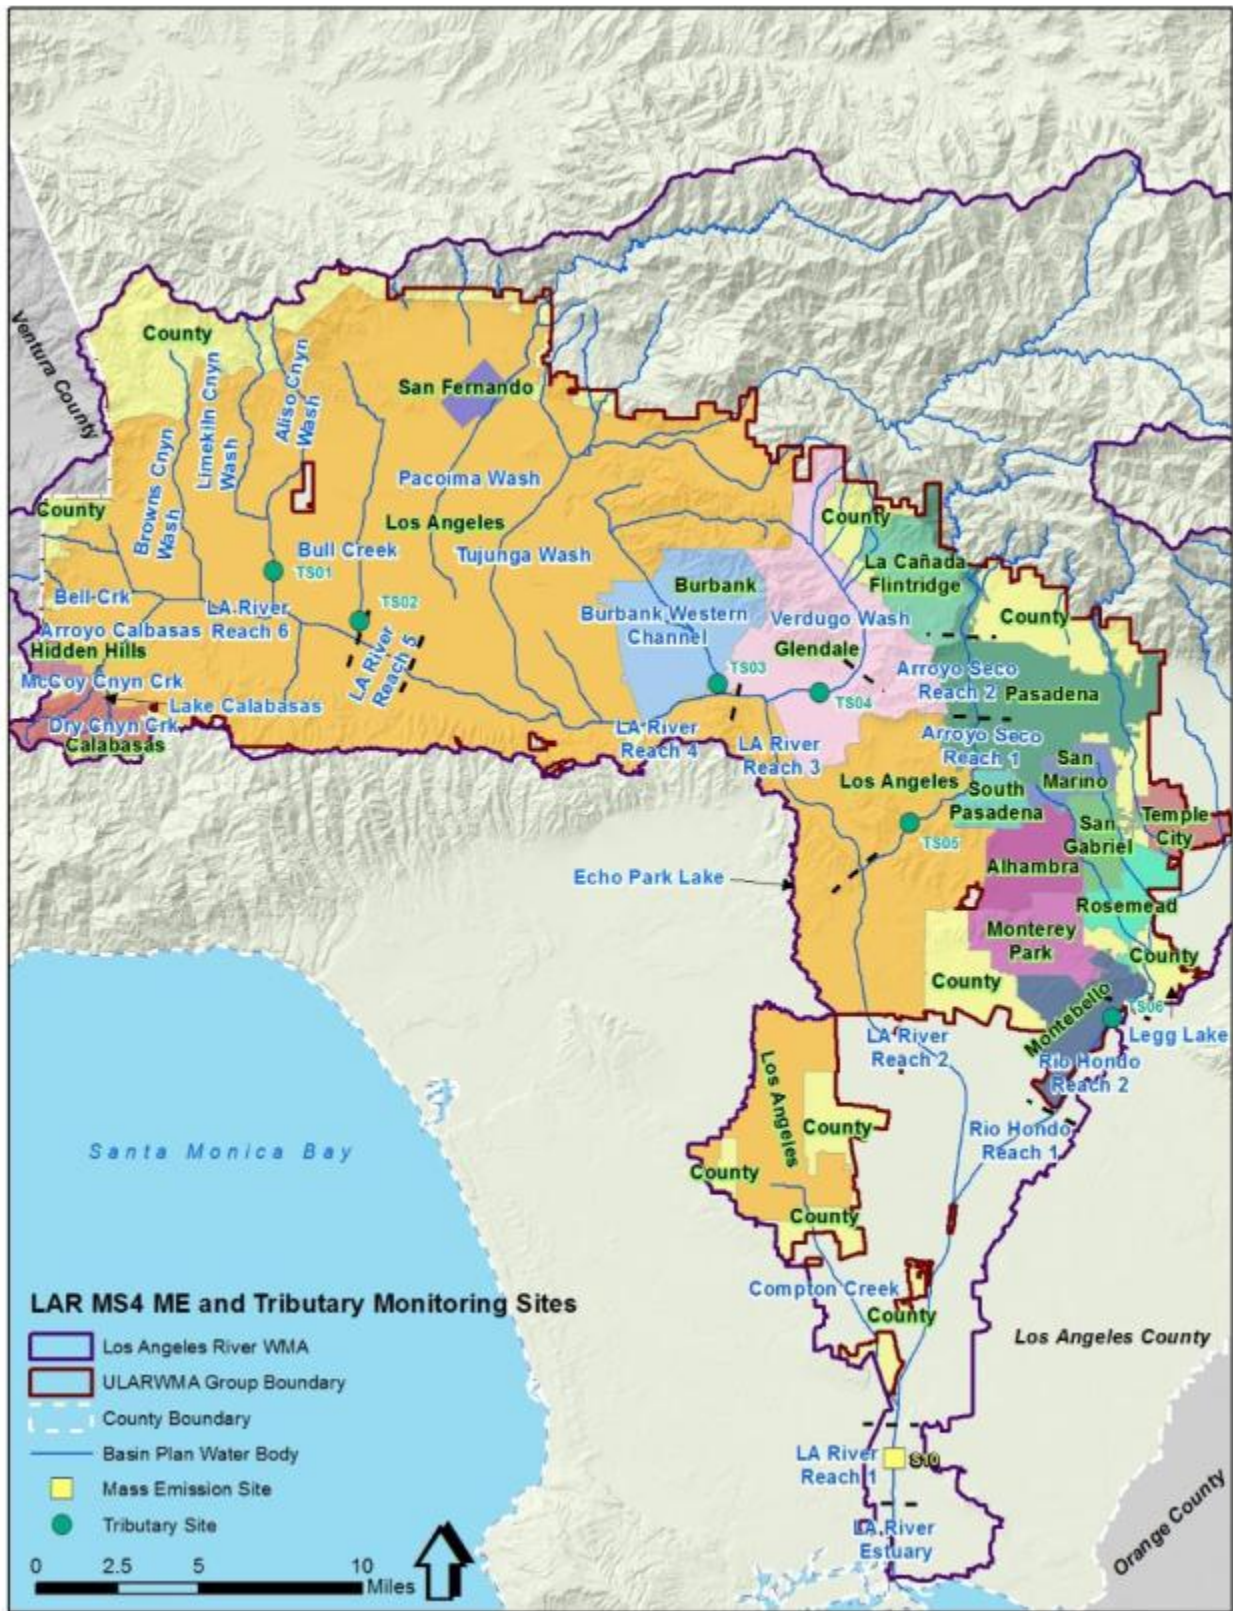 Ventura County
County
Limekiln Cnyn
Wash
Aliso Cnyn
Wash
Browns Cnyn
Wash
San Fernando
Pacoima Wash
Los Angeles
County
County
Bull Creek
Tujunga Wash
La Cañada
Flintridge
TS01
Burbank
County
Bell Crk
TS02
LA River
Reach 6
Burbank Western
Channel
Verdugo Wash
Arroyo Calbasas
Hidden Hills
LA River
Reach 5
Glendale
McCoy Cnyn Crk
TS03
TS04
Arroyo Seco
Reach 2
Pasadena
Lake Calabasas
Dry Cnyn Crk
Calabasas
LA River
Reach 4
LA River
Reach 3
Arroyo Seco
Reach 1
San
Marino
Los Angeles
South
Pasadena
Temple
City
San
Gabriel
TS05
Alhambra
Echo Park Lake
Rosemead
Monterey
Park
County
County
Montebello
TS06
Legg Lake
LA River
Reach 2
Rio Hondo
Reach 2
Los Angeles
County
Rio Hondo
Reach 1
Santa Monica Bay
County
County
Compton Creek
County
Los Angeles County
LA River
Reach 1
S10
LA River
Estuary
Orange County
LAR MS4 ME and Tributary Monitoring Sites
Los Angeles River WMA
ULARWMA Group Boundary
County Boundary
Basin Plan Water Body
Mass Emission Site
Tributary Site
0 2.5 5 10
Miles